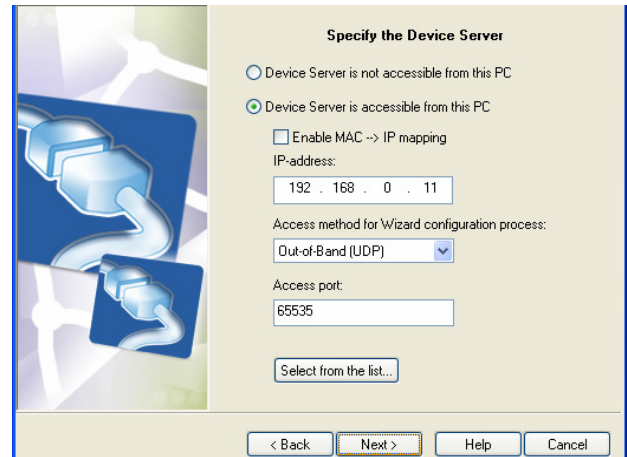 Specify the Device Server
Device Server is not accessible from this PC
Device Server is accessible from this PC
Enable MAC --> IP mapping
IP-address:
192 . 168 . 0 . 11
Access method for Wizard configuration process:
Out-of-Band (UDP)
Access port:
65535
Select from the list...
< Back Next > Help Cancel